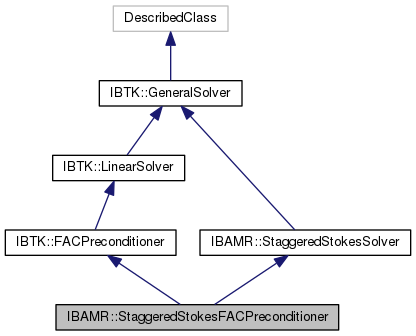 DescribedClass
IBTK::GeneralSolver
IBTK::LinearSolver
IBTK::FACPreconditioner
IBAMR::StaggeredStokesSolver
IBAMR::StaggeredStokesFACPreconditioner